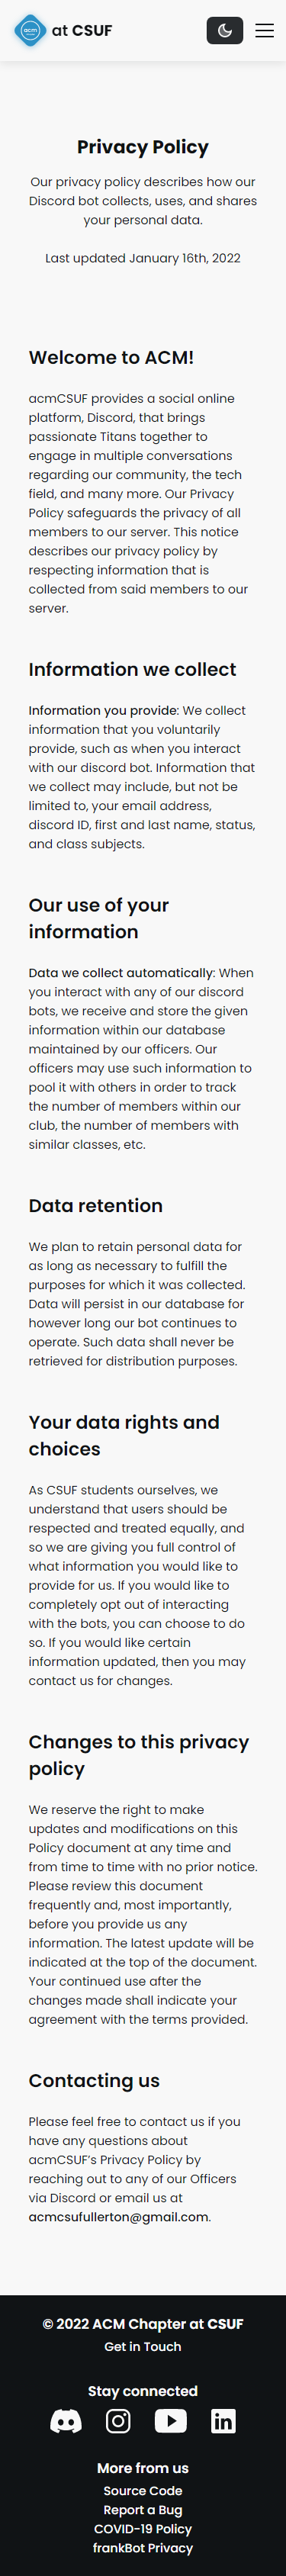 acm
at CSUF
Privacy Policy
Our privacy policy describes how our
Discord bot collects, uses, and shares
your personal data.
Last updated January 16th, 2022
Welcome to ACM!
acmCSUF provides a social online
platform, Discord, that brings
passionate Titans together to
engage in multiple conversations
regarding our community, the tech
field, and many more. Our Privacy
Policy safeguards the privacy of all
members to our server. This notice
describes our privacy policy by
respecting information that is
collected from said members to our
server.
Information we collect
Information you provide: We collect
information that you voluntarily
provide, such as when you interact
with our discord bot. Information that
we collect may include, but not be
limited to, your email address,
discord ID, first and last name, status,
and class subjects.
Our use of your
information
Data we collect automatically: When
you interact with any of our discord
bots, we receive and store the given
information within our database
maintained by our officers. Our
officers may use such information to
pool it with others in order to track
the number of members within our
club, the number of members with
similar classes, etc.
Data retention
We plan to retain personal data for
as long as necessary to fulfill the
purposes for which it was collected.
Data will persist in our database for
however long our bot continues to
operate. Such data shall never be
retrieved for distribution purposes.
Your data rights and
choices
As CSUF students ourselves, we
understand that users should be
respected and treated equally, and
so we are giving you full control of
what information you would like to
provide for us. If you would like to
completely opt out of interacting
with the bots, you can choose to do
so. If you would like certain
information updated, then you may
contact us for changes.
Changes to this privacy
policy
We reserve the right to make
updates and modifications on this
Policy document at any time and
from time to time with no prior notice.
Please review this document
frequently and, most importantly,
before you provide us any
information. The latest update will be
indicated at the top of the document.
Your continued use after the
changes made shall indicate your
agreement with the terms provided.
Contacting us
Please feel free to contact us if you
have any questions about
acmCSUF's Privacy Policy by
reaching out to any of our Officers
via Discord or email us at
acmcsufullerton@gmail.com.
© 2022 ACM Chapter at CSUF
Get in Touch
Stay connected
in
More from us
Source Code
Report a Bug
COVID-19 Policy
frankBot Privacy